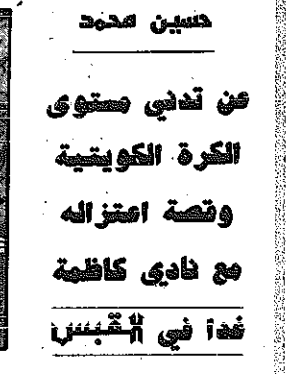 حسين محمد
عن تدني مستوى
الكرة الكويتية
وقصة اعتزاله
مع نادي كاظمة
غداً في القبس